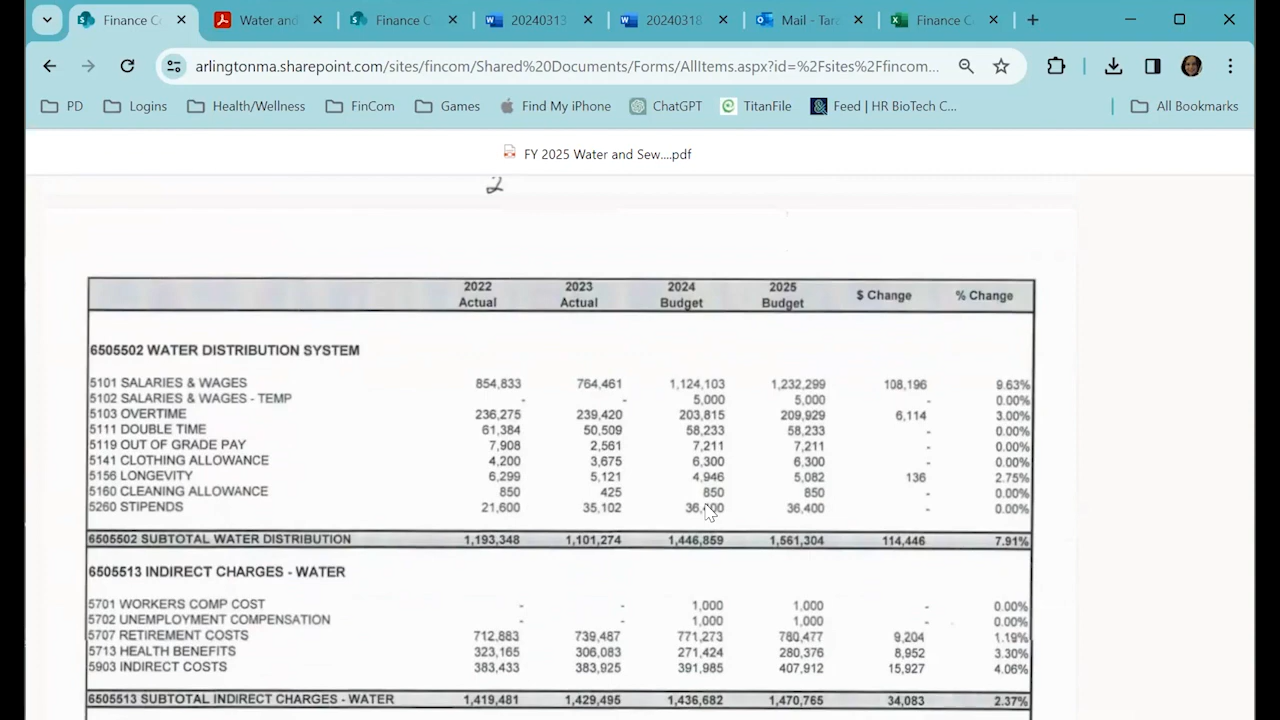 Finance C Water and Finance C 20240313 20240318 Mail - Tara Finance C
arlingtonma.sharepoint.com/sites/fincom/Shared%20Documents/Forms/AllItems.aspx?id=%2Fsites%2Ffincom...
PD Logins Health/Wellness FinCom Games Find My iPhone ChatGPT TitanFile Feed | HR BioTech C... All Bookmarks
FY 2025 Water and Sew....pdf
2
2022 Actual 2023 Actual 2024 Budget 2025 Budget $ Change % Change
6505502 WATER DISTRIBUTION SYSTEM
5101 SALARIES & WAGES 854,833 764,461 1,124,103 1,232,299 108,196 9.63%
5102 SALARIES & WAGES - TEMP - - 5,000 5,000 - 0.00%
5103 OVERTIME 236,275 239,420 203,815 209,929 6,114 3.00%
5111 DOUBLE TIME 61,384 50,509 58,233 58,233 - 0.00%
5119 OUT OF GRADE PAY 7,908 2,561 7,211 7,211 - 0.00%
5141 CLOTHING ALLOWANCE 4,200 3,675 6,300 6,300 - 0.00%
5156 LONGEVITY 6,299 5,121 4,946 5,082 136 2.75%
5160 CLEANING ALLOWANCE 850 425 850 850 - 0.00%
5260 STIPENDS 21,600 35,102 36,400 36,400 - 0.00%
6505502 SUBTOTAL WATER DISTRIBUTION 1,193,348 1,101,274 1,446,859 1,561,304 114,446 7.91%
6505513 INDIRECT CHARGES - WATER
5701 WORKERS COMP COST - - 1,000 1,000 - 0.00%
5702 UNEMPLOYMENT COMPENSATION - - 1,000 1,000 - 0.00%
5707 RETIREMENT COSTS 712,883 739,487 771,273 780,477 9,204 1.19%
5713 HEALTH BENEFITS 323,165 306,083 271,424 280,376 8,952 3.30%
5903 INDIRECT COSTS 383,433 383,925 391,985 407,912 15,927 4.06%
6505513 SUBTOTAL INDIRECT CHARGES - WATER 1,419,481 1,429,495 1,436,682 1,470,765 34,083 2.37%